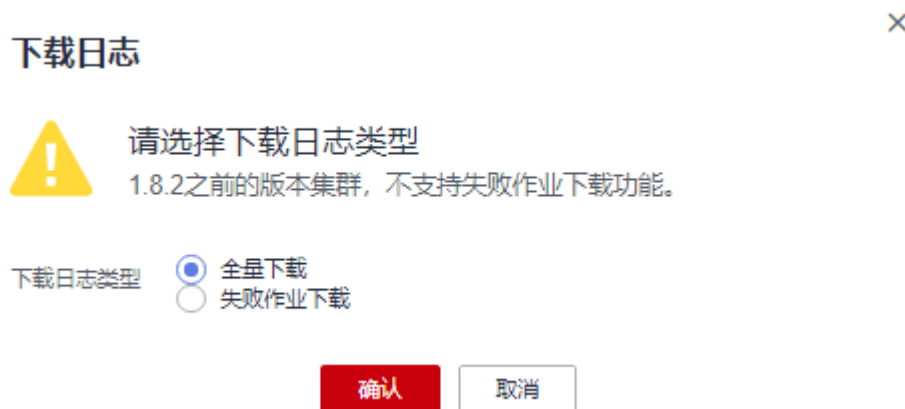 下载日志
请选择下载日志类型
1.8.2之前的版本集群，不支持失败作业下载功能。
下载日志类型
全量下载
失败作业下载
确认
取消